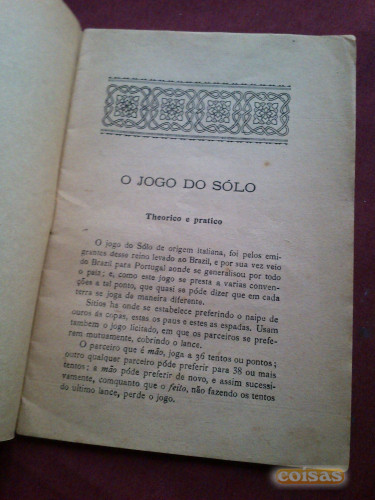 O JOGO DO SÓLO
Theorico e pratico
O jogo do Sólo de origem italiana, foi pelos emi-
grantes desse reino levado ao Brazil, e por sua vez veio
do Brazil para Portugal aonde se generalisou por todo
o paiz; e, como este jogo se presta a varias conven-
ções a tal ponto, que quasi se póde dizer que em cada
terra se joga da maneira diferente.
Sitios ha onde se estabelece preferindo o naipe de
ouros ao de copas, estas os paus e estes as espadas. Usam
tambem o jogo licitado, em que os parceiros se prefe-
rem mutuamente, cobrindo o lance.
O parceiro que é mão, joga a 36 tentos ou pontos;
outro qualquer parceiro póde preferir para 38 ou mais
tentos; a mão póde preferir de novo, e assim sucessi-
vamente, comquanto que o feito, não fazendo os tentos
do ultimo lance, perde o jogo.
coisas